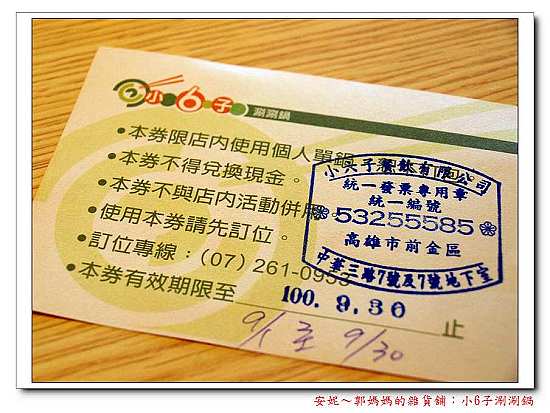 小6子 涮涮鍋
•本券限店內使用個人單鍋
•本券不得兌換現金。
•本券不與店內活動併用。
•使用本券請先訂位。
•訂位專線：(07) 261-0935
•本券有效期限至 100. 9. 30 止
9/1 至 9/30
小六子餐飲有限公司
統一發票專用章
統一編號
53255585
高雄市前金區
中華三路7號及7號地下室
安妮～郭媽媽的雜貨鋪：小6子涮涮鍋